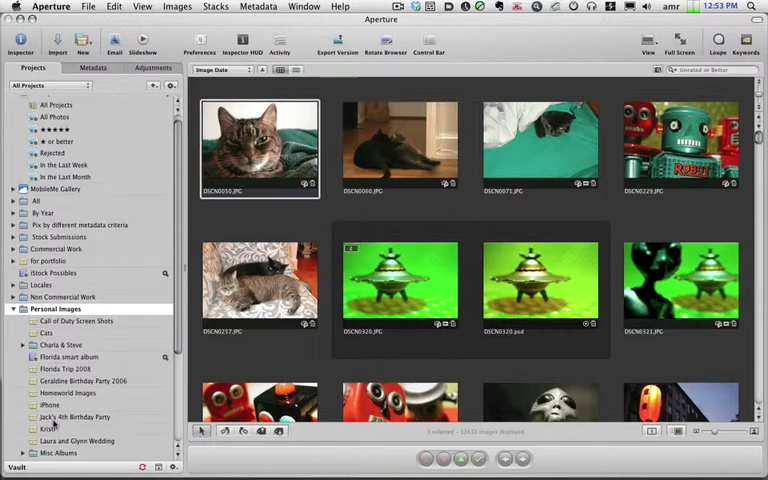 Aperture File Edit View Images Stacks Metadata Window Help amr 12:53 PM
Aperture
Inspector Import New Email Slideshow Preferences Inspector HUD Activity Export Version Rotate Browser Control Bar View Full Screen Loupe Keywords
Projects Metadata Adjustments
Image Date
Unrated or Better
All Projects
All Projects
All Photos
★★★★★
★ or better
Rejected
In the Last Week
In the Last Month
MobileMe Gallery
All
By Year
Pix by different metadata criteria
Stock Submissions
Commercial Work
for portfolio
iStock Possibles
Locales
Non Commercial Work
Personal Images
Call of Duty Screen Shots
Cats
Charla & Steve
Florida smart album
Florida Trip 2008
Geraldine Birthday Party 2006
Homeworld Images
iPhone
Jack's 4th Birthday Party
Laura and Glynn Wedding
Misc Albums
Vault
DSCN0050.JPG DSCN0060.JPG DSCN0071.JPG DSCN0229.JPG
ROBOT
DSCN0257.JPG DSCN0320.JPG DSCN0320.psd DSCN0321.JPG
2